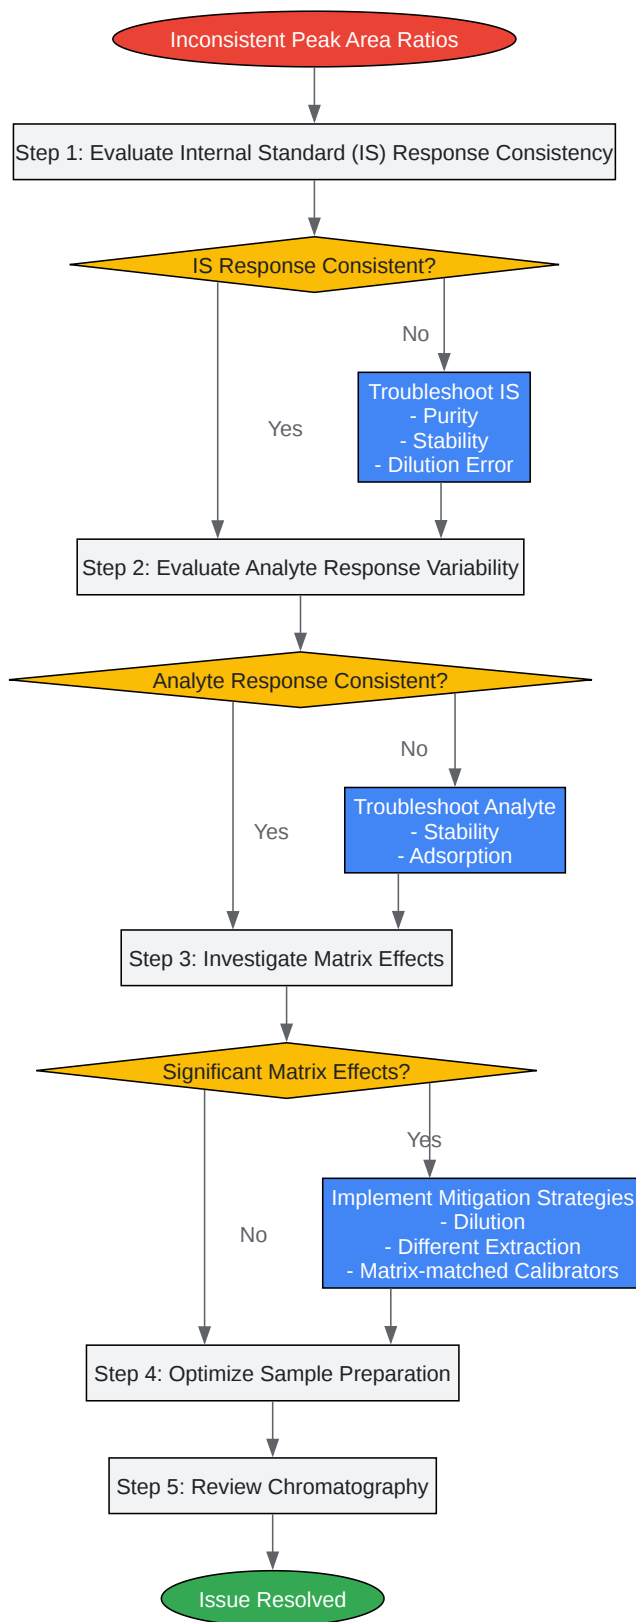 Inconsistent Peak Area Ratios
Step 1: Evaluate Internal Standard (IS) Response Consistency
IS Response Consistent?
No
Troubleshoot IS
- Purity
- Stability
- Dilution Error
Yes
Step 2: Evaluate Analyte Response Variability
Analyte Response Consistent?
No
Troubleshoot Analyte
- Stability
- Adsorption
Yes
Step 3: Investigate Matrix Effects
Significant Matrix Effects?
Yes
Implement Mitigation Strategies
- Dilution
- Different Extraction
- Matrix-matched Calibrators
No
Step 4: Optimize Sample Preparation
Step 5: Review Chromatography
Issue Resolved